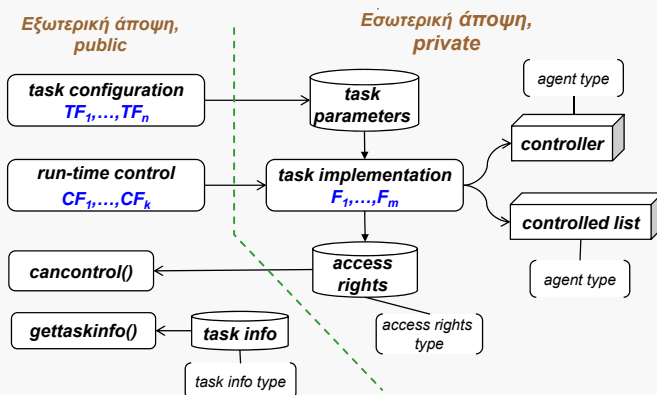 Εξωτερική άποψη,
public
Εσωτερική άποψη,
private
task configuration
TF1,…,TFn
task
parameters
agent type
controller
run-time control
CF1,…,CFk
task implementation
F1,…,Fm
controlled list
agent type
cancontrol()
access
rights
access rights
type
gettaskinfo()
task info
task info type